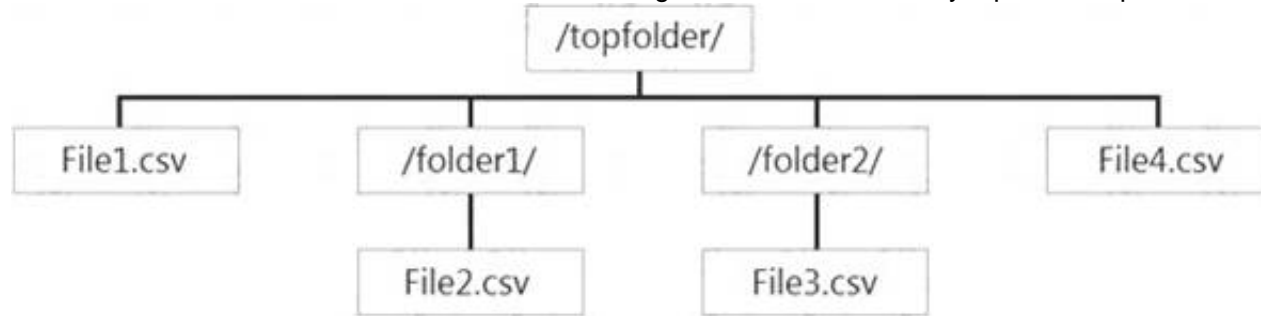 /topfolder/
File1.csv
/folder1/
/folder2/
File4.csv
File2.csv
File3.csv